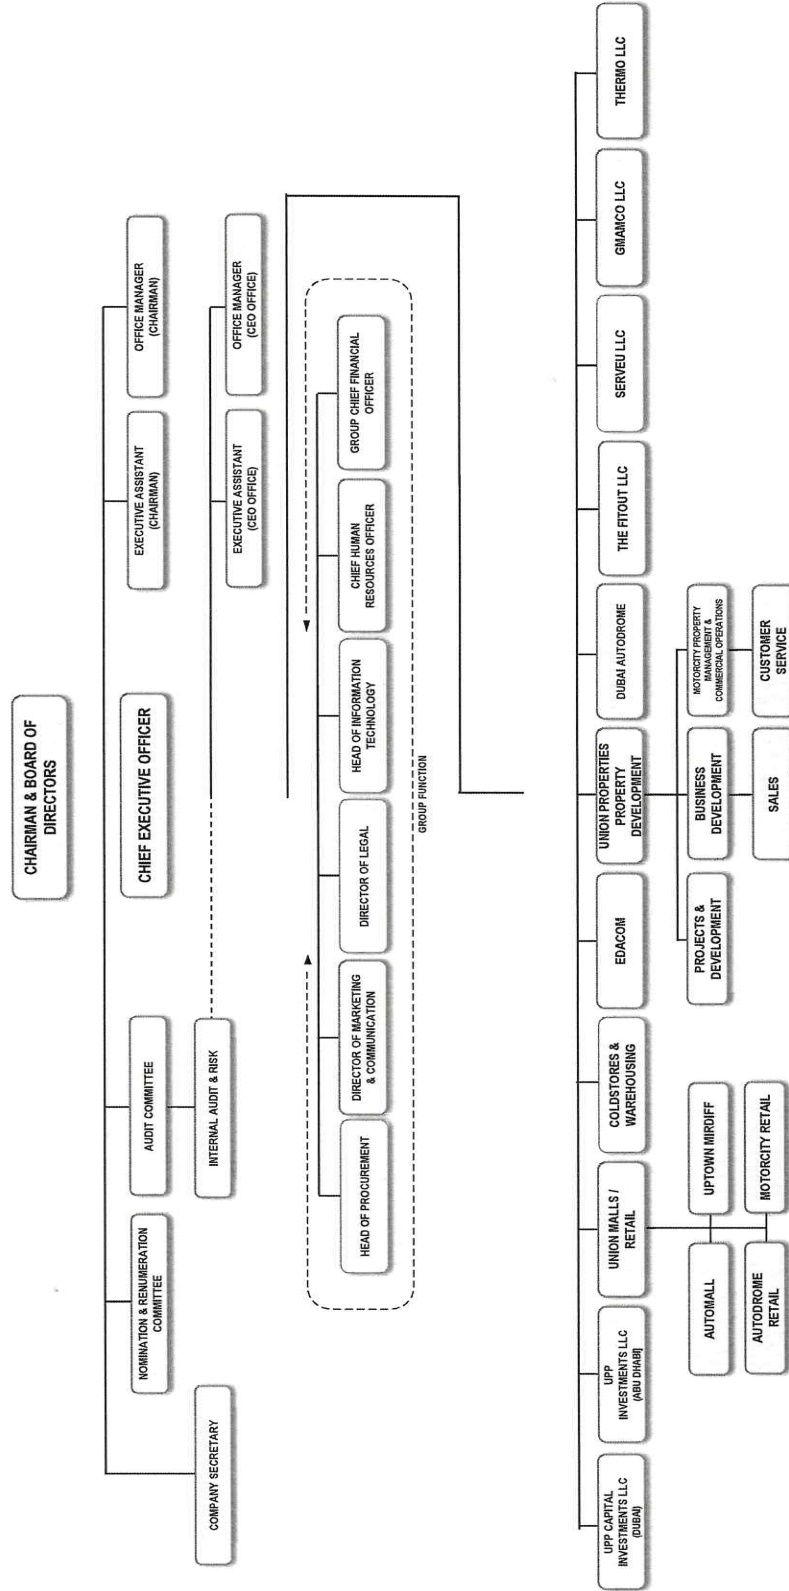 CHAIRMAN & BOARD OF
DIRECTORS
COMPANY SECRETARY
NOMINATION & RENUMERATION
COMMITTEE
AUDIT COMMITTEE
INTERNAL AUDIT & RISK
CHIEF EXECUTIVE OFFICER
EXECUTIVE ASSISTANT
(CHAIRMAN)
OFFICE MANAGER
(CHAIRMAN)
EXECUTIVE ASSISTANT
(CEO OFFICE)
OFFICE MANAGER
(CEO OFFICE)
HEAD OF PROCUREMENT
DIRECTOR OF MARKETING
& COMMUNICATION
DIRECTOR OF LEGAL
HEAD OF INFORMATION
TECHNOLOGY
CHIEF HUMAN
RESOURCES OFFICER
GROUP CHIEF FINANCIAL
OFFICER
GROUP FUNCTION
UPP CAPITAL
INVESTMENTS LLC
(DUBAI)
UPP
INVESTMENTS LLC
(ABU DHABI)
UNION MALLS /
RETAIL
COLDSTORES &
WAREHOUSING
EDACOM
UNION PROPERTIES
PROPERTY
DEVELOPMENT
DUBAI AUTODROME
THE FITOUT LLC
SERVEU LLC
GMAMCO LLC
THERMO LLC
AUTOMALL
UPTOWN MIRDIFF
AUTODROME
RETAIL
MOTORCITY RETAIL
PROJECTS &
DEVELOPMENT
BUSINESS
DEVELOPMENT
MOTORCITY PROPERTY
MANAGEMENT &
COMMERCIAL OPERATIONS
SALES
CUSTOMER
SERVICE